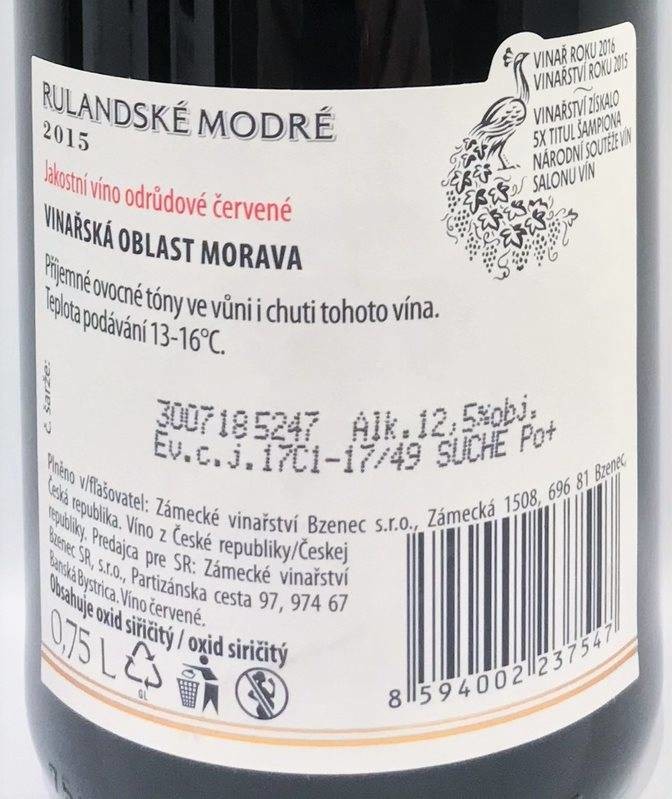 RULANDSKÉ MODRÉ
2015
Jakostní víno odrůdové červené
VINAŘSKÁ OBLAST MORAVA
Příjemné ovocné tóny ve vůni i chuti tohoto vína.
Teplota podávání 13-16°C.
VINAŘ ROKU 2016
VINAŘSTVÍ ROKU 2015
VINAŘSTVÍ ZÍSKALO
5X TITUL ŠAMPIONA
NÁRODNÍ SOUTĚŽE VÍN
SALONU VÍN
č. šarže:
3007185247 Alk.12,5%obj.
Ev.c.j.17C1-17/49 SUCHE Po+
Plněno v/fľašovatel: Zámecké vinařství Bzenec s.r.o., Zámecká 1508, 696 81 Bzenec,
Česká republika. Víno z České republiky/Českej
republiky. Predajca pre SR: Zámecké vinařství
Bzenec SR, s.r.o., Partizánska cesta 97, 974 67
Banská Bystrica. Víno červené.
Obsahuje oxid siřičitý / oxid siričitý
0,75 L
GL
8 594002 237547